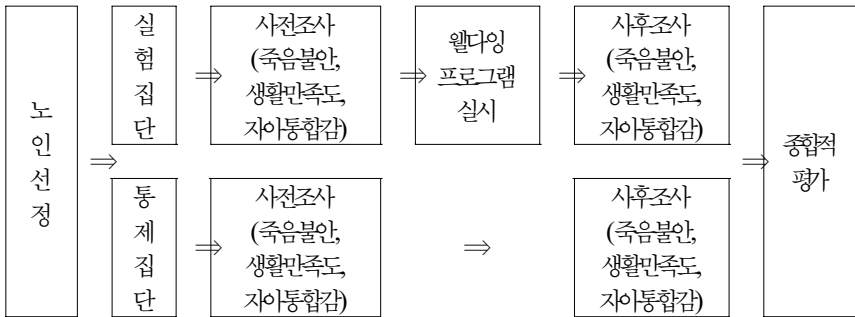 노
인
선
정
⇒
실
험
집
단
⇒
사전조사
(죽음불안,
생활만족도,
자아통합감)
⇒
웰다잉
프로그램
실시
⇒
사후조사
(죽음불안,
생활만족도,
자아통합감)
통
제
집
단
⇒
사전조사
(죽음불안,
생활만족도,
자아통합감)
⇒
사후조사
(죽음불안,
생활만족도,
자아통합감)
⇒
종합적
평가